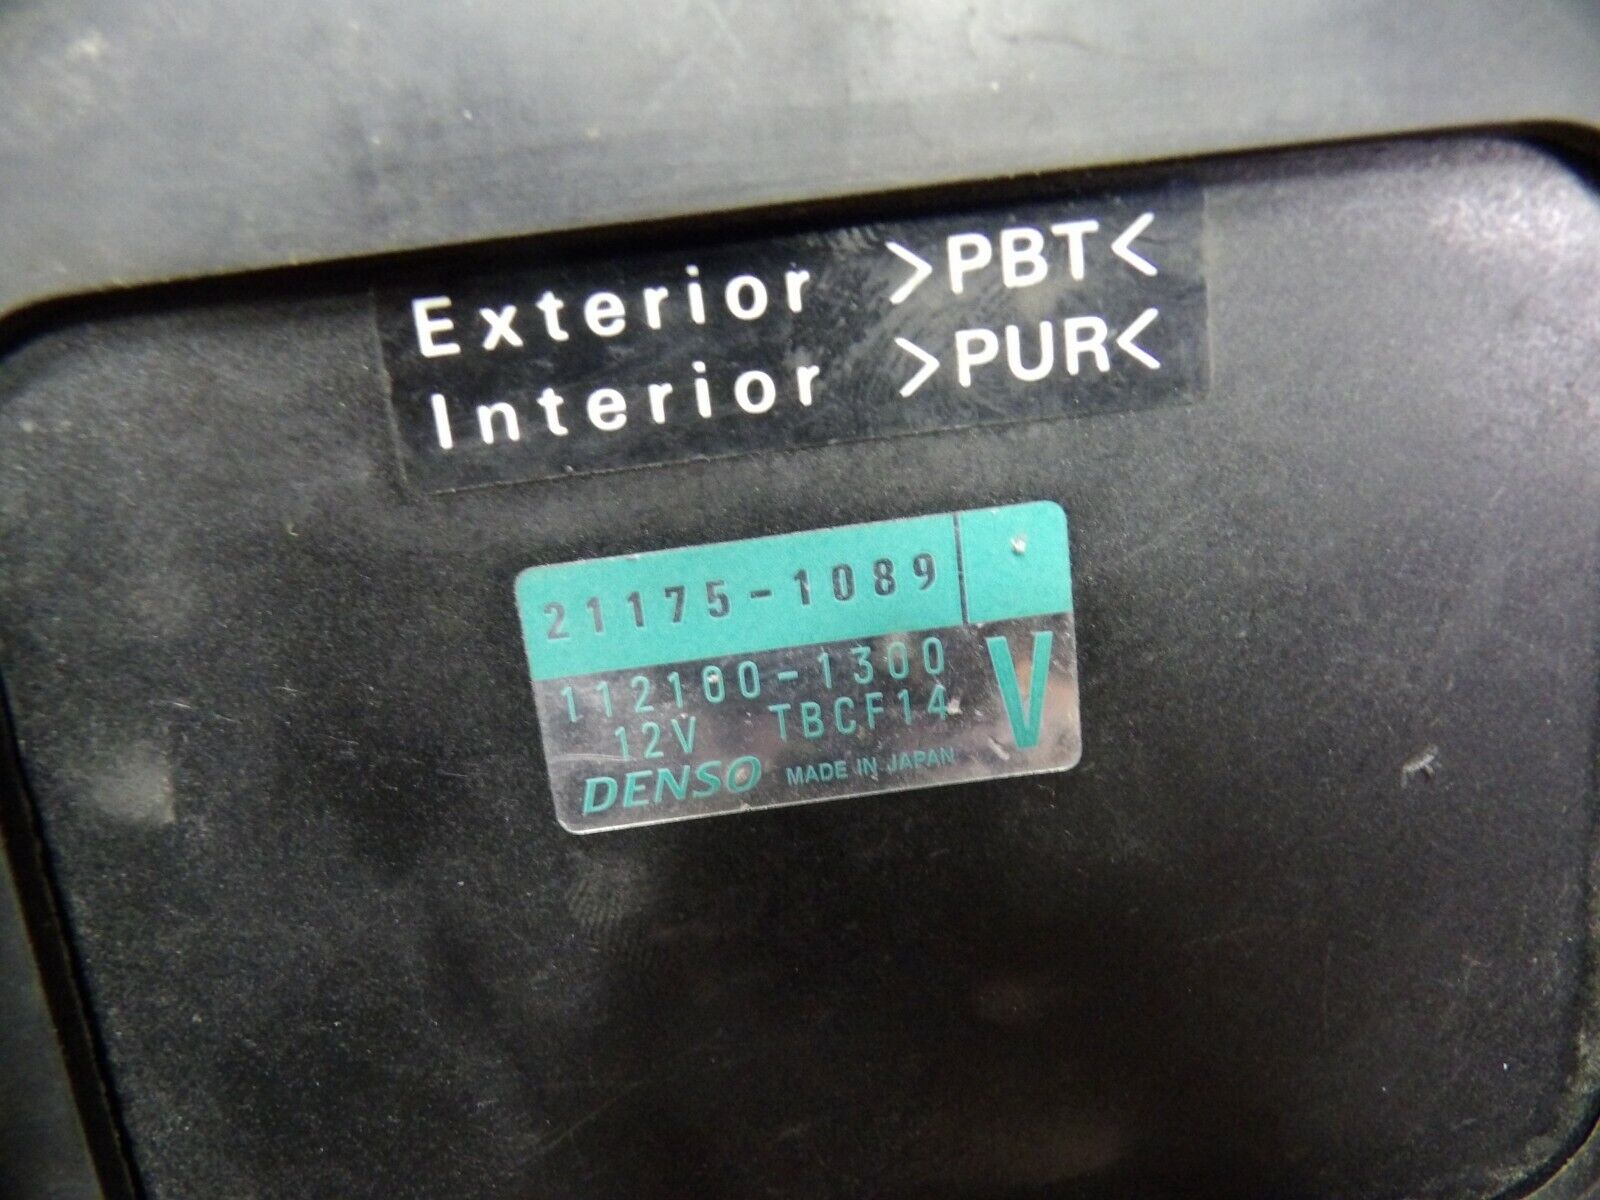 Exterior >PBT<
Interior >PUR<
21175-1089
112100-1300
12V TBCF14
V
DENSO MADE IN JAPAN